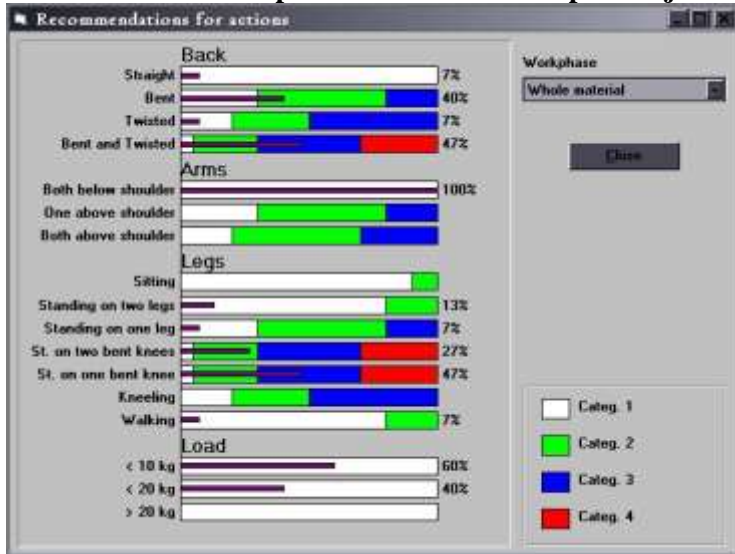 Recommendations for actions
Back
Straight 7%
Bent 40%
Twisted 7%
Bent and Twisted 47%
Arms
Both below shoulder 100%
One above shoulder
Both above shoulder
Legs
Sitting
Standing on two legs 13%
Standing on one leg 7%
St. on two bent knees 27%
St. on one bent knee 47%
Kneeling
Walking 7%
Load
< 10 kg 60%
< 20 kg 40%
> 20 kg
Workphase
Whole material
Close
Categ. 1
Categ. 2
Categ. 3
Categ. 4